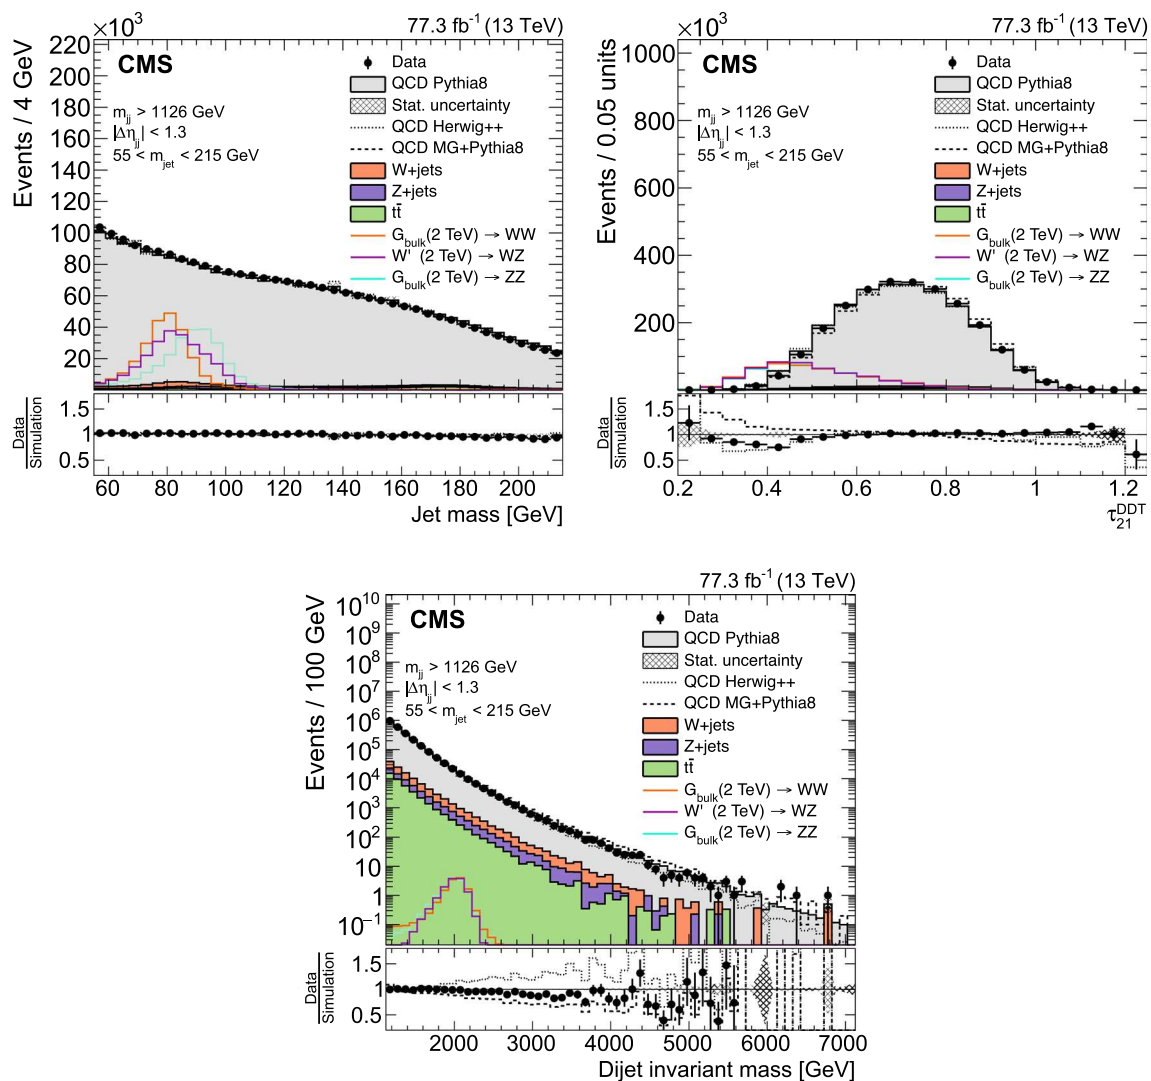 ×10³
77.3 fb⁻¹ (13 TeV)
CMS
m_jj > 1126 GeV
|Δη_jj| < 1.3
55 < m_jet < 215 GeV
Data
QCD Pythia8
Stat. uncertainty
QCD Herwig++
QCD MG+Pythia8
W+jets
Z+jets
tt̄
G_bulk(2 TeV) → WW
W' (2 TeV) → WZ
G_bulk(2 TeV) → ZZ
Events / 4 GeV
220
200
180
160
140
120
100
80
60
40
20
Data
Simulation
1.5
1
0.5
60 80 100 120 140 160 180 200
Jet mass [GeV]
×10³
77.3 fb⁻¹ (13 TeV)
CMS
m_jj > 1126 GeV
|Δη_jj| < 1.3
55 < m_jet < 215 GeV
Data
QCD Pythia8
Stat. uncertainty
QCD Herwig++
QCD MG+Pythia8
W+jets
Z+jets
tt̄
G_bulk(2 TeV) → WW
W' (2 TeV) → WZ
G_bulk(2 TeV) → ZZ
Events / 0.05 units
1000
800
600
400
200
Data
Simulation
1.5
1
0.5
0.2 0.4 0.6 0.8 1 1.2
τ₂₁^DDT
77.3 fb⁻¹ (13 TeV)
CMS
m_jj > 1126 GeV
|Δη_jj| < 1.3
55 < m_jet < 215 GeV
Data
QCD Pythia8
Stat. uncertainty
QCD Herwig++
QCD MG+Pythia8
W+jets
Z+jets
tt̄
G_bulk(2 TeV) → WW
W' (2 TeV) → WZ
G_bulk(2 TeV) → ZZ
Events / 100 GeV
10¹⁰
10⁹
10⁸
10⁷
10⁶
10⁵
10⁴
10³
10²
10
1
10⁻¹
Data
Simulation
1.5
1
0.5
2000 3000 4000 5000 6000 7000
Dijet invariant mass [GeV]